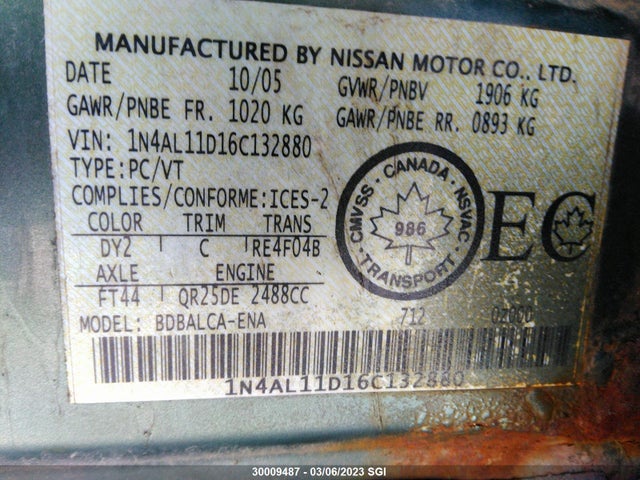 MANUFACTURED BY NISSAN MOTOR CO., LTD.
DATE 10/05 GVWR/PNBV 1906 KG
GAWR/PNBE FR. 1020 KG GAWR/PNBE RR. 0893 KG
VIN: 1N4AL11D16C132880
TYPE:PC/VT
COMPLIES/CONFORME:ICES-2
COLOR TRIM TRANS
DY2 C RE4F04B
AXLE ENGINE
FT44 QR25DE 2488CC
MODEL: BDBALCA-ENA 712 02000
CMVSS · CANADA · NSVAC · TRANSPORT
986
EC
1N4AL11D16C132880
30009487 - 03/06/2023 SGI